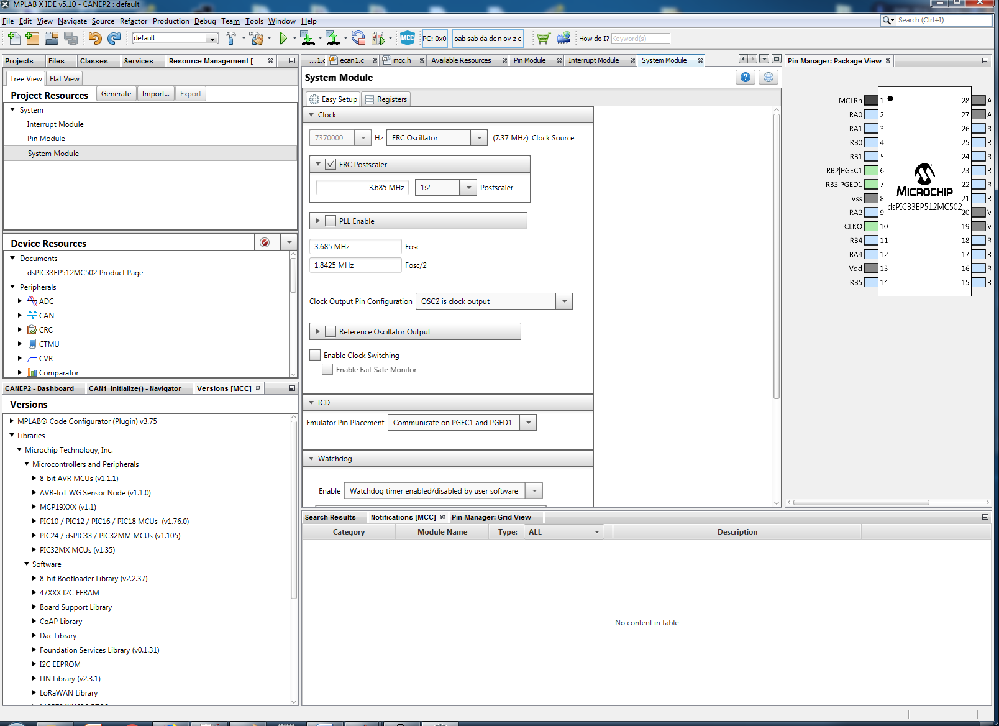 MPLAB X IDE v5.10 - CANEP2 : default
File Edit View Navigate Source Refactor Production Debug Team Tools Window Help
Search (Ctrl+I)
default
MCC
PC: 0x0
oab sab da dc n ov z c
How do I?
Keyword(s)
Projects
Files
Classes
Services
Resource Management [...
Tree View
Flat View
Project Resources
Generate
Import...
Export
System
Interrupt Module
Pin Module
System Module
Device Resources
Documents
dsPIC33EP512MC502 Product Page
Peripherals
ADC
CAN
CRC
CTMU
CVR
Comparator
CANEP2 - Dashboard
CAN1_Initialize() - Navigator
Versions [MCC]
Versions
MPLAB® Code Configurator (Plugin) v3.75
Libraries
Microchip Technology, Inc.
Microcontrollers and Peripherals
8-bit AVR MCUs (v1.1.1)
AVR-IoT WG Sensor Node (v1.1.0)
MCP19XXX (v1.1)
PIC10 / PIC12 / PIC16 / PIC18 MCUs (v1.76.0)
PIC24 / dsPIC33 / PIC32MM MCUs (v1.105)
PIC32MX MCUs (v1.35)
Software
8-bit Bootloader Library (v2.2.37)
47XXX I2C EERAM
Board Support Library
CoAP Library
Dac Library
Foundation Services Library (v0.1.31)
I2C EEPROM
LIN Library (v2.3.1)
LoRaWAN Library
...1.c
ecan1.c
mcc.h
Available Resources
Pin Module
Interrupt Module
System Module
System Module
Easy Setup
Registers
Clock
7370000 Hz FRC Oscillator (7.37 MHz) Clock Source
FRC Postscaler
3.685 MHz 1:2 Postscaler
PLL Enable
3.685 MHz Fosc
1.8425 MHz Fosc/2
Clock Output Pin Configuration OSC2 is clock output
Reference Oscillator Output
Enable Clock Switching
Enable Fail-Safe Monitor
ICD
Emulator Pin Placement Communicate on PGEC1 and PGED1
Watchdog
Enable Watchdog timer enabled/disabled by user software
Pin Manager: Package View
MCLRn 1 28 A
RA0 2 27 A
RA1 3 26 R
RB0 4 25 R
RB1 5 24 R
RB2|PGEC1 6 23 R
RB3|PGED1 7 22 R
Vss 8 21 R
RA2 9 20 V
CLKO 10 19 V
RB4 11 18 R
RA4 12 17 R
Vdd 13 16 R
RB5 14 15 R
MICROCHIP
dsPIC33EP512MC502
Search Results
Notifications [MCC]
Pin Manager: Grid View
Category Module Name Type: ALL Description
No content in table